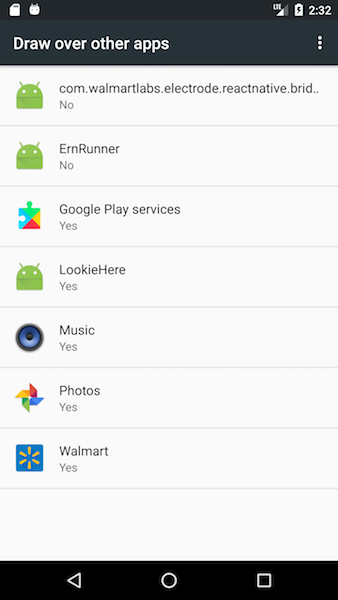 LTE 2:32
Draw over other apps
com.walmartlabs.electrode.reactnative.brid..
No
ErnRunner
No
Google Play services
Yes
LookieHere
Yes
Music
Yes
Photos
Yes
Walmart
Yes